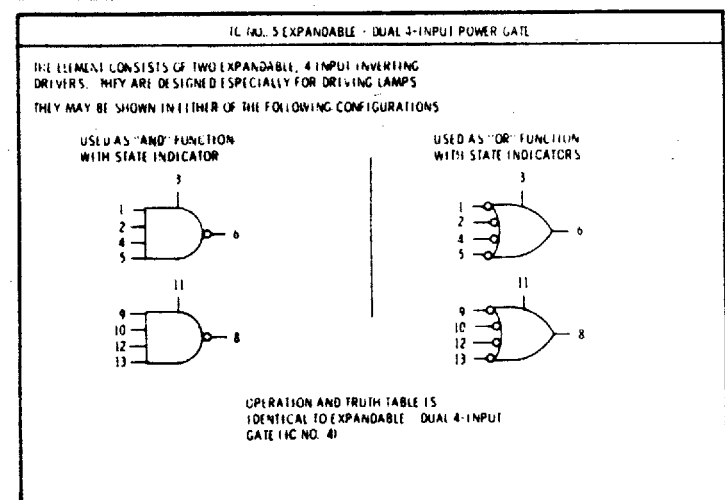 IC NO. 5 EXPANDABLE - DUAL 4-INPUT POWER GATE
THE ELEMENT CONSISTS OF TWO EXPANDABLE, 4 INPUT INVERTING
DRIVERS. THEY ARE DESIGNED ESPECIALLY FOR DRIVING LAMPS
THEY MAY BE SHOWN IN EITHER OF THE FOLLOWING CONFIGURATIONS
USED AS "AND" FUNCTION
WITH STATE INDICATOR
3
1
2
4
5
6
11
9
10
12
13
8
USED AS "OR" FUNCTION
WITH STATE INDICATORS
3
1
2
4
5
6
11
9
10
12
13
8
OPERATION AND TRUTH TABLE IS
IDENTICAL TO EXPANDABLE DUAL 4-INPUT
GATE (IC NO. 4)